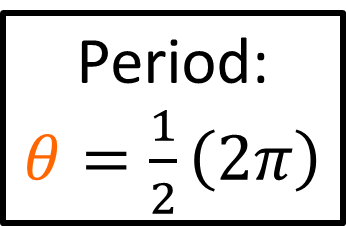 Period:
θ = 1/2 (2π)